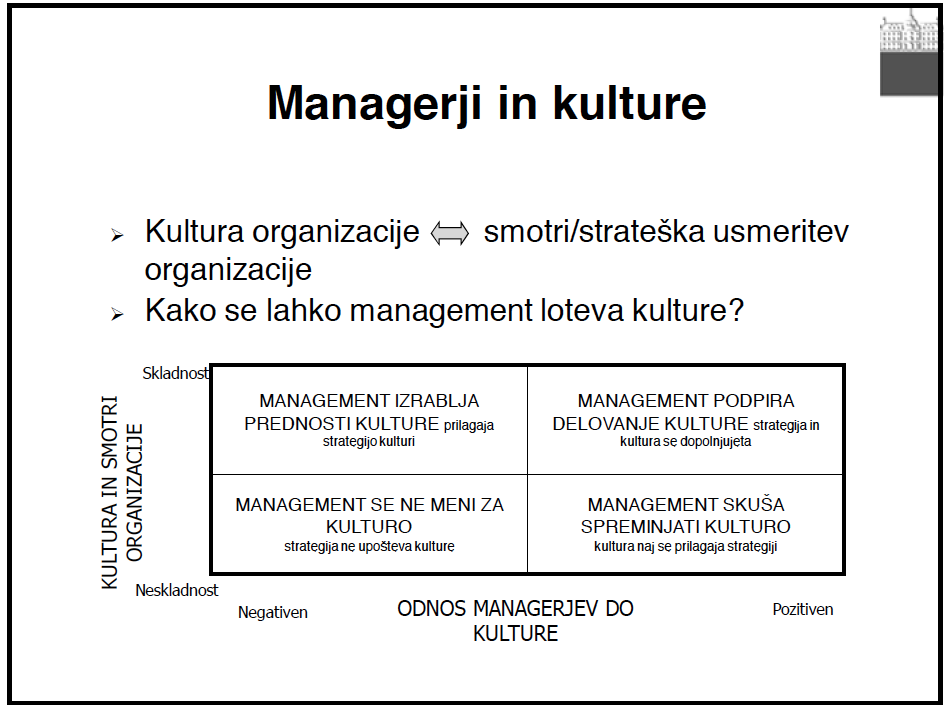 Managerji in kulture
➢ Kultura organizacije ⇔ smotri/strateška usmeritev
organizacije
➢ Kako se lahko management loteva kulture?
Skladnost
KULTURA IN SMOTRI
ORGANIZACIJE
MANAGEMENT IZRABLJA
PREDNOSTI KULTURE prilagaja
strategijo kulturi
MANAGEMENT PODPIRA
DELOVANJE KULTURE strategija in
kultura se dopolnjujeta
MANAGEMENT SE NE MENI ZA
KULTURO
strategija ne upošteva kulture
MANAGEMENT SKUŠA
SPREMINJATI KULTURO
kultura naj se prilagaja strategiji
Neskladnost
Negativen
ODNOS MANAGERJEV DO
KULTURE
Pozitiven